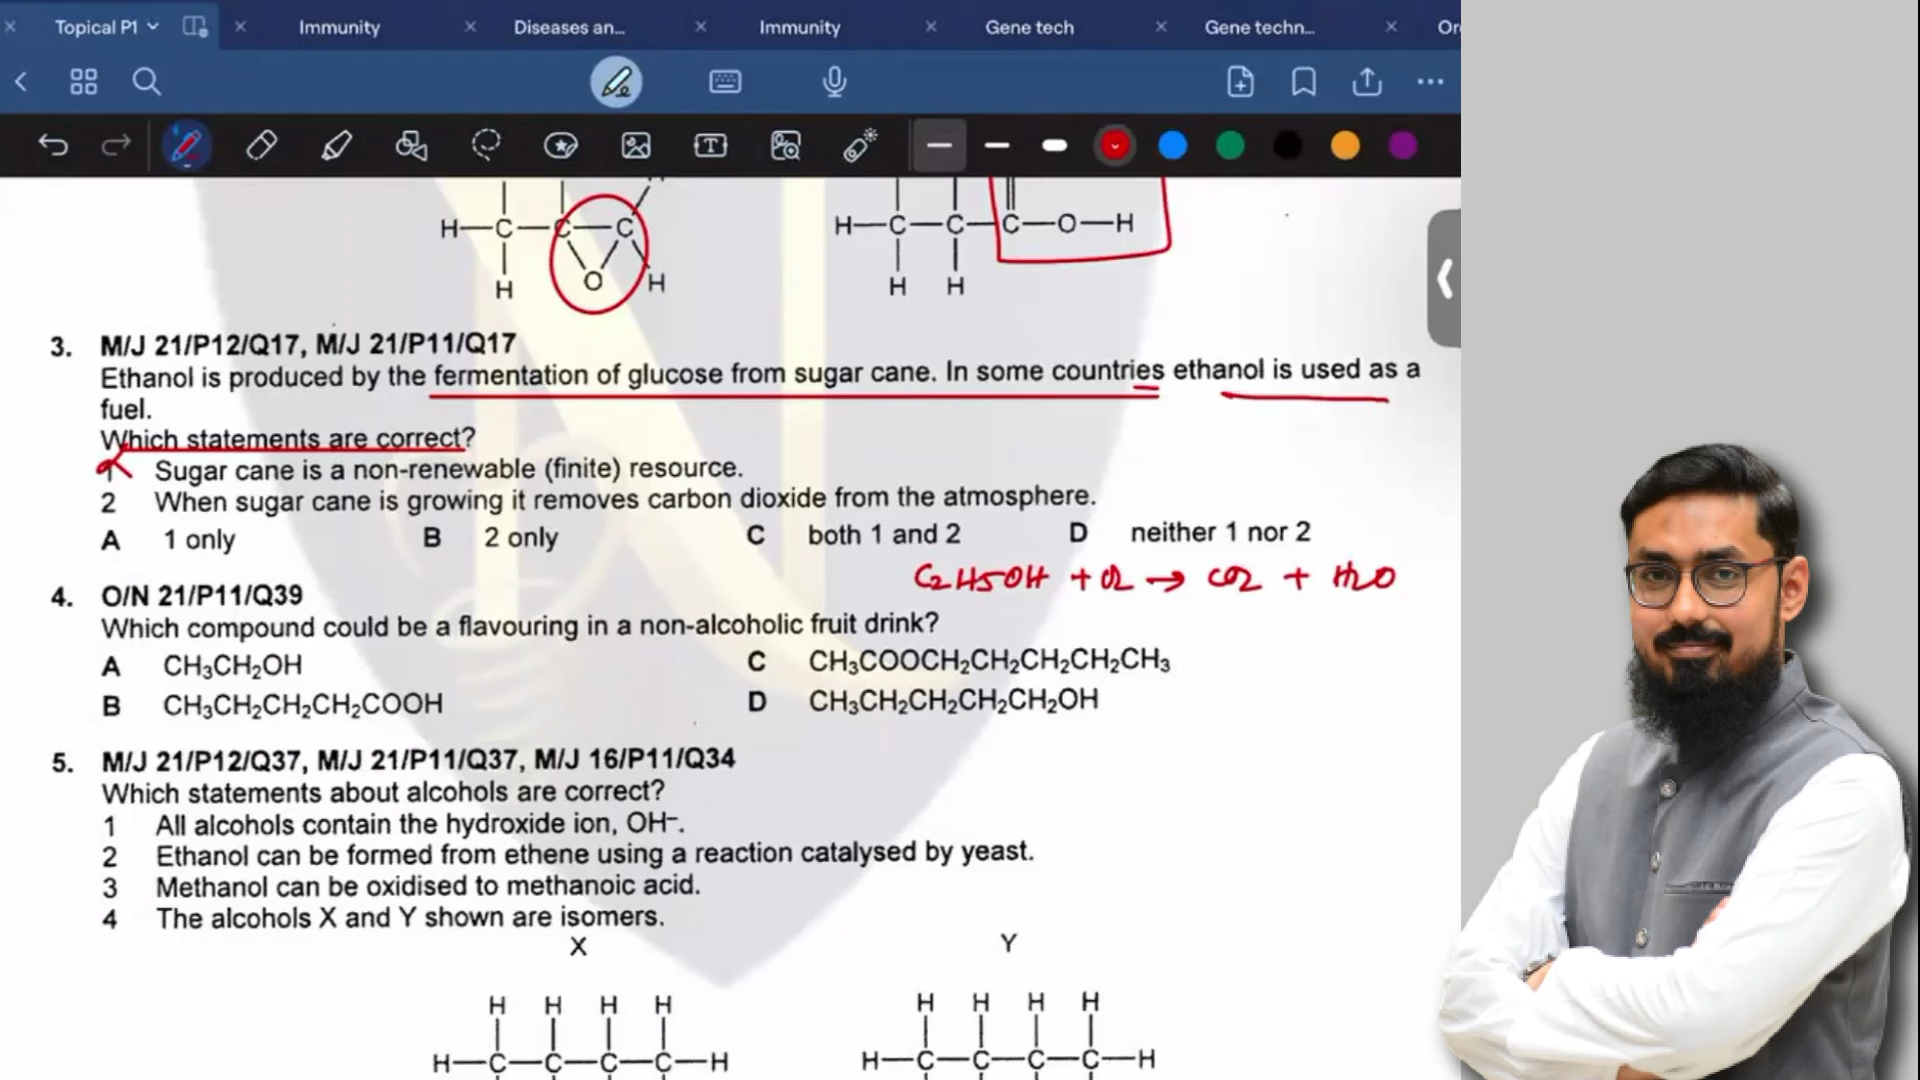 Topical P1 Immunity Diseases an... Immunity Gene tech Gene techn... Or
T
H—C—C—C H—C—C—C—O—H
O H
H H H
3. M/J 21/P12/Q17, M/J 21/P11/Q17
Ethanol is produced by the fermentation of glucose from sugar cane. In some countries ethanol is used as a
fuel.
Which statements are correct?
1 Sugar cane is a non-renewable (finite) resource.
2 When sugar cane is growing it removes carbon dioxide from the atmosphere.
A 1 only B 2 only C both 1 and 2 D neither 1 nor 2
C2H5OH + O2 → CO2 + H2O
4. O/N 21/P11/Q39
Which compound could be a flavouring in a non-alcoholic fruit drink?
A CH₃CH₂OH C CH₃COOCH₂CH₂CH₂CH₂CH₃
B CH₃CH₂CH₂CH₂COOH D CH₃CH₂CH₂CH₂CH₂OH
5. M/J 21/P12/Q37, M/J 21/P11/Q37, M/J 16/P11/Q34
Which statements about alcohols are correct?
1 All alcohols contain the hydroxide ion, OH⁻.
2 Ethanol can be formed from ethene using a reaction catalysed by yeast.
3 Methanol can be oxidised to methanoic acid.
4 The alcohols X and Y shown are isomers.
X Y
H H H H H H H H
H—C—C—C—C—H H—C—C—C—C—H